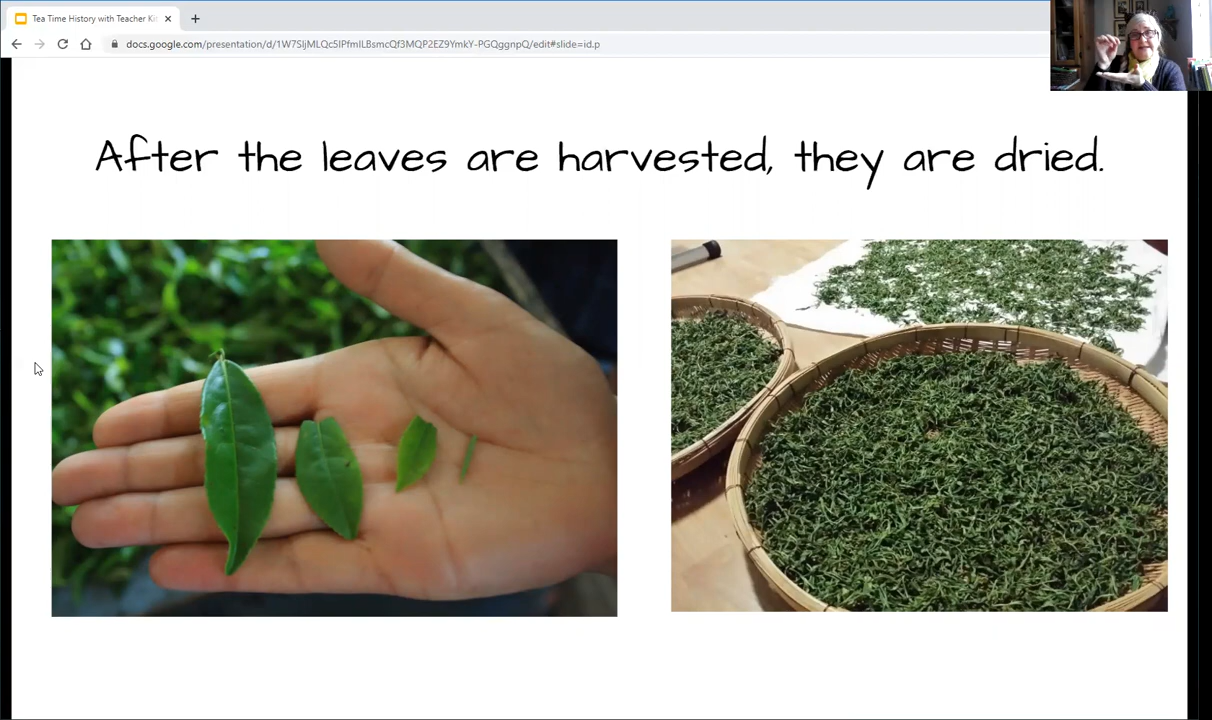 Tea Time History with Teacher Ki
docs.google.com/presentation/d/1W7SljMLQc5IPfmILBsmcQf3MQP2EZ9YmkY-PGQggnpQ/edit#slide=id.p
After the leaves are harvested, they are dried.